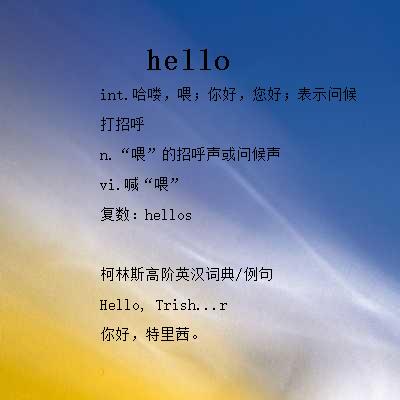 hello
int.哈喽，喂；你好，您好；表示问候
打招呼
n.“喂”的招呼声或问候声
vi.喊“喂”
复数：hellos
柯林斯高阶英汉词典/例句
Hello, Trish...r
你好，特里茜。